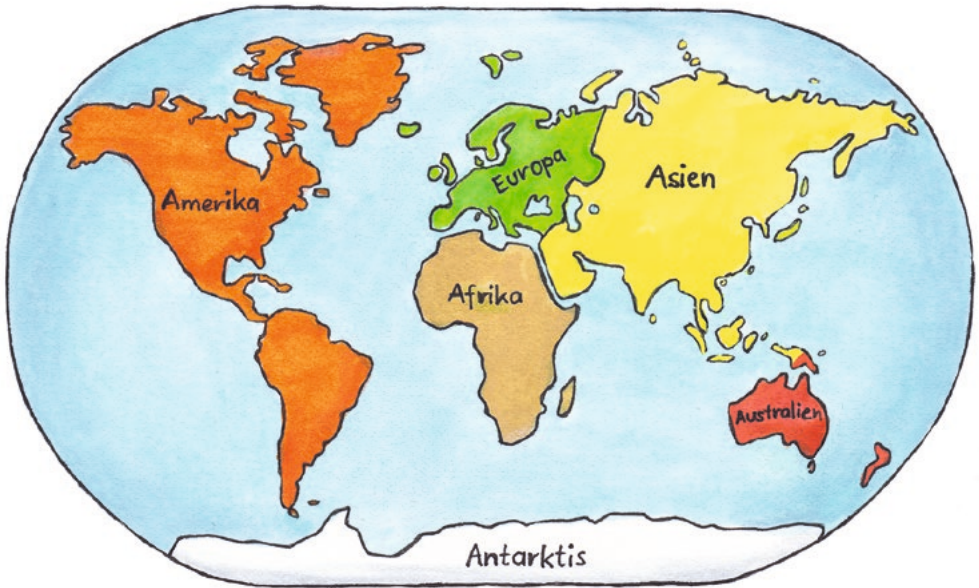 Europa
Asien
Amerika
Afrika
Australien
Antarktis